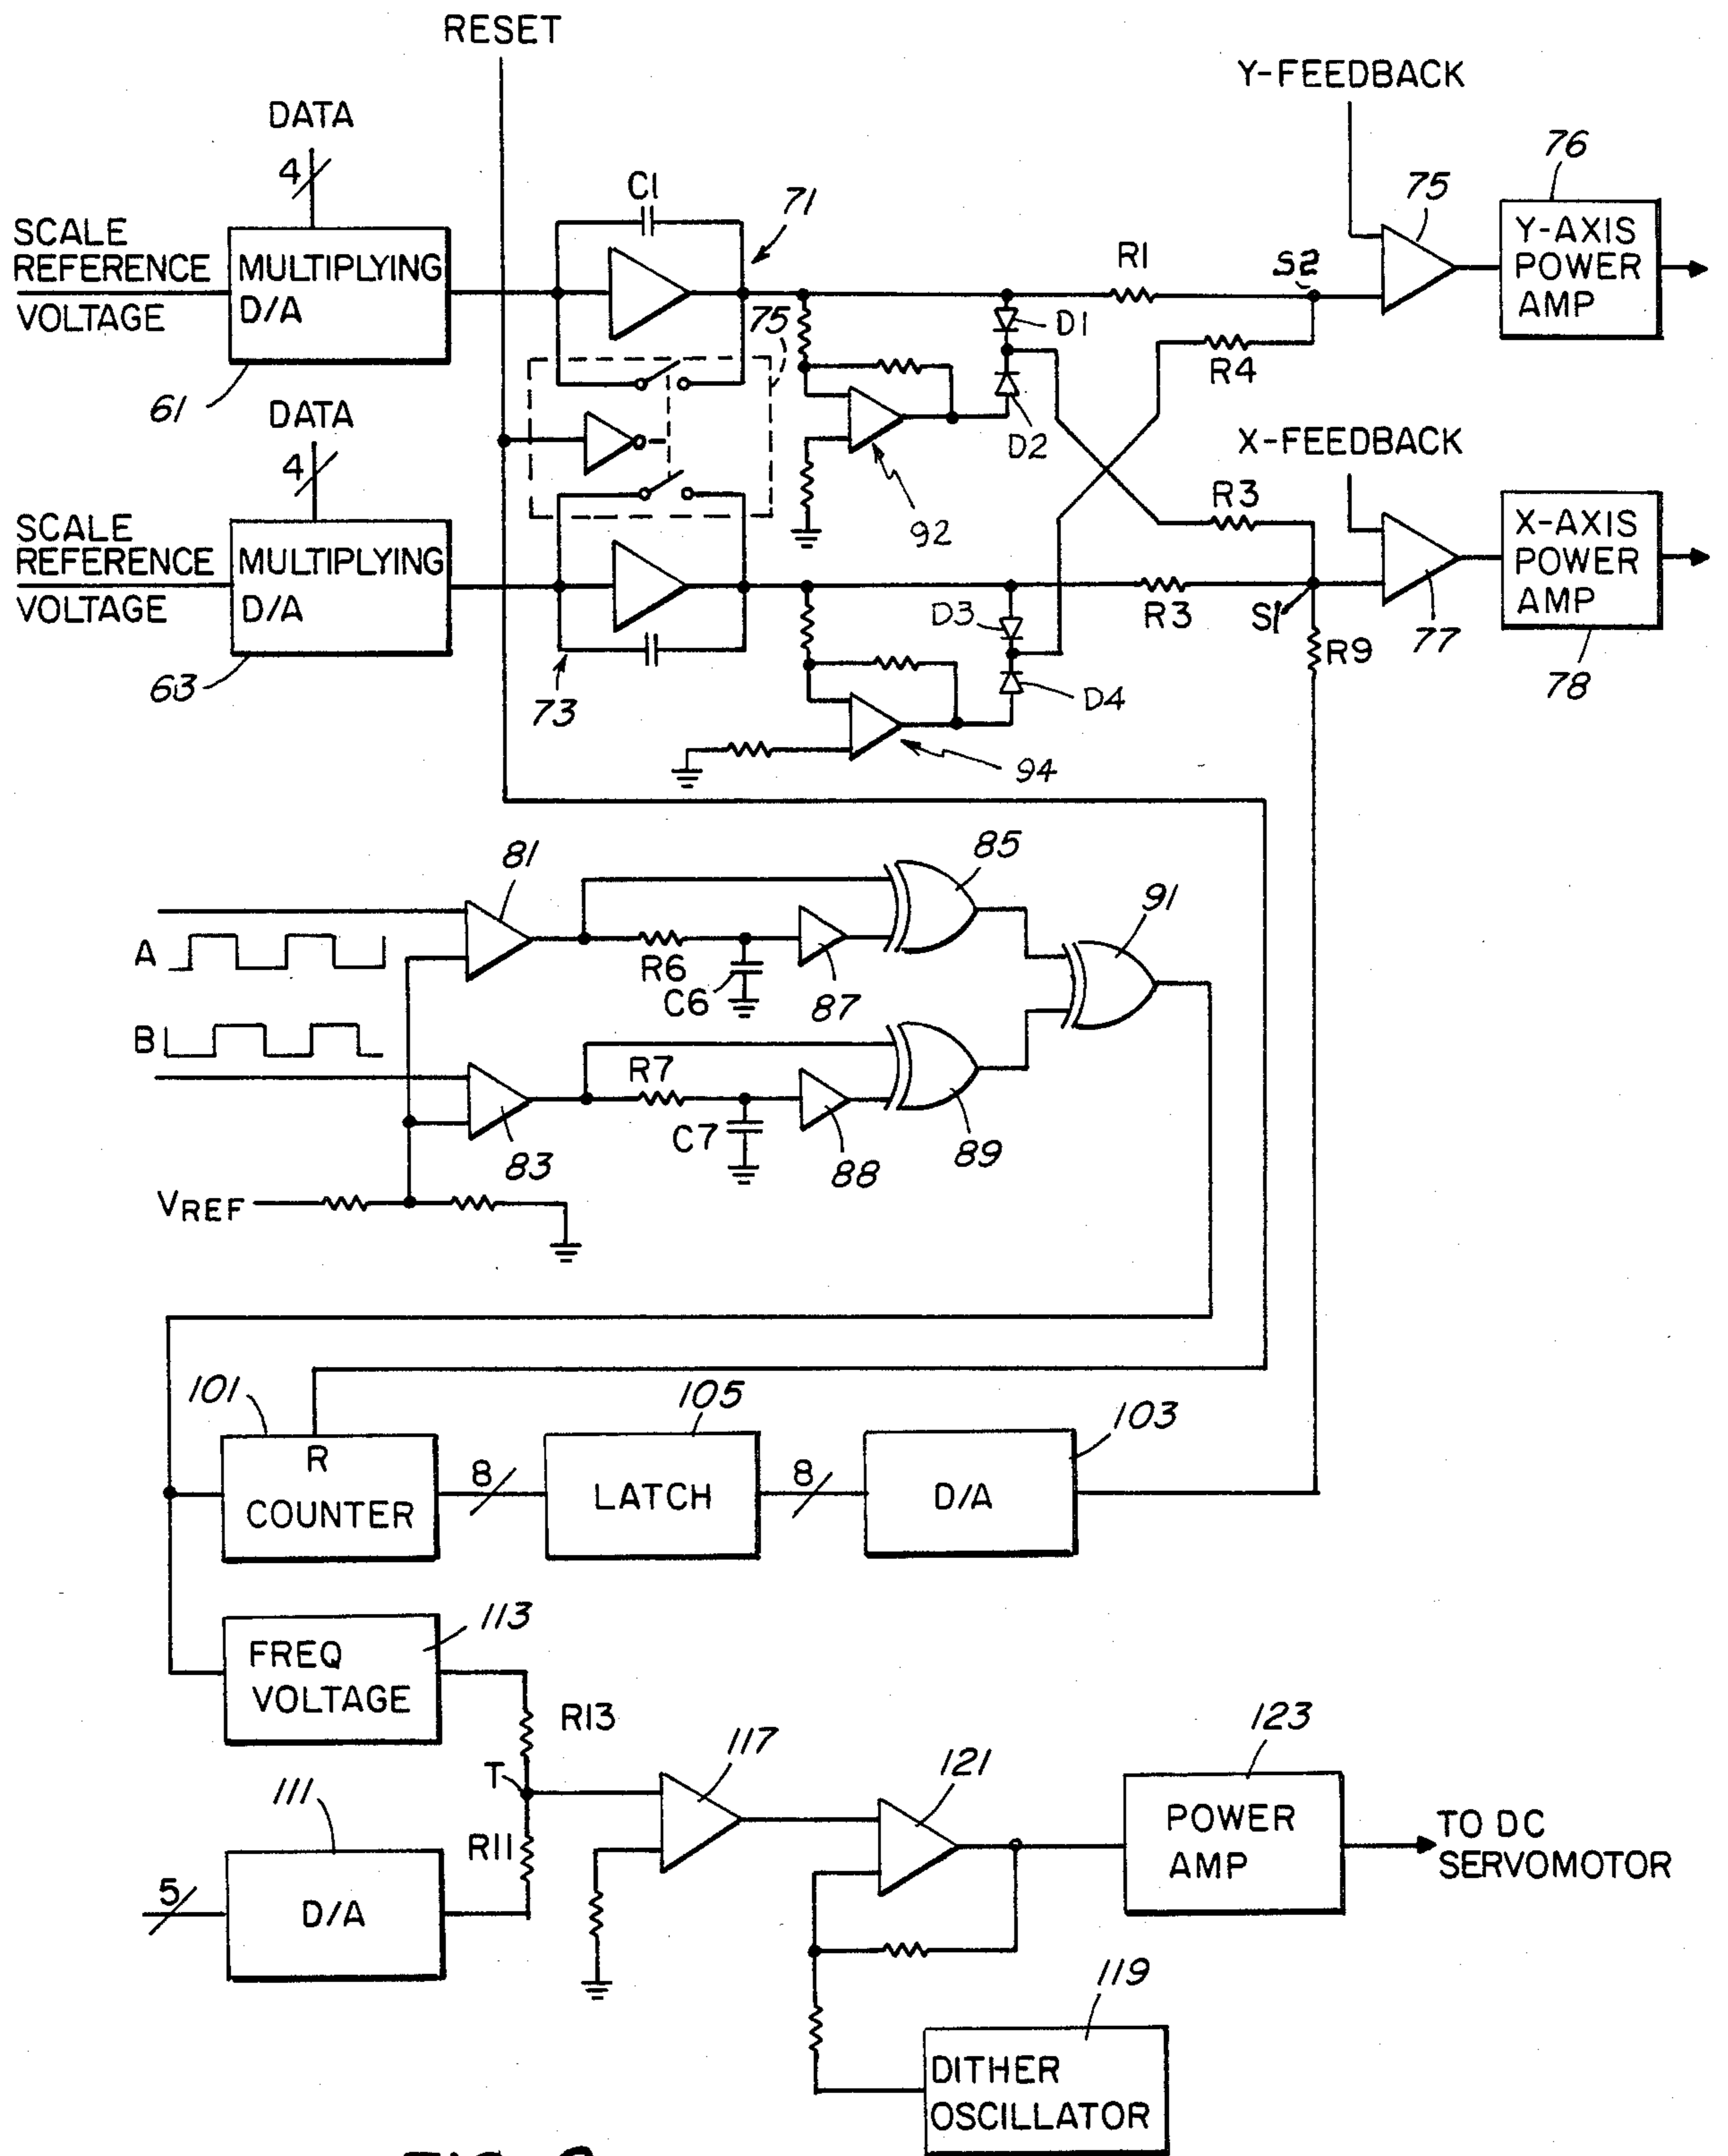 RESET
Y-FEEDBACK
DATA
4
C1
71
75
76
SCALE
REFERENCE
VOLTAGE
MULTIPLYING
D/A
R1
S2
Y-AXIS
POWER
AMP
75
D1
R4
61
DATA
4
D2
X-FEEDBACK
92
R3
SCALE
REFERENCE
VOLTAGE
MULTIPLYING
D/A
D3
R3
S1
X-AXIS
POWER
AMP
77
R9
63
73
D4
78
94
81
85
91
A
R6
C6
87
B
R7
C7
83
88
89
VREF
101
105
103
R
COUNTER
8
LATCH
8
D/A
113
FREQ
VOLTAGE
R13
T
117
121
123
111
R11
POWER
AMP
TO DC
SERVOMOTOR
5
D/A
119
DITHER
OSCILLATOR